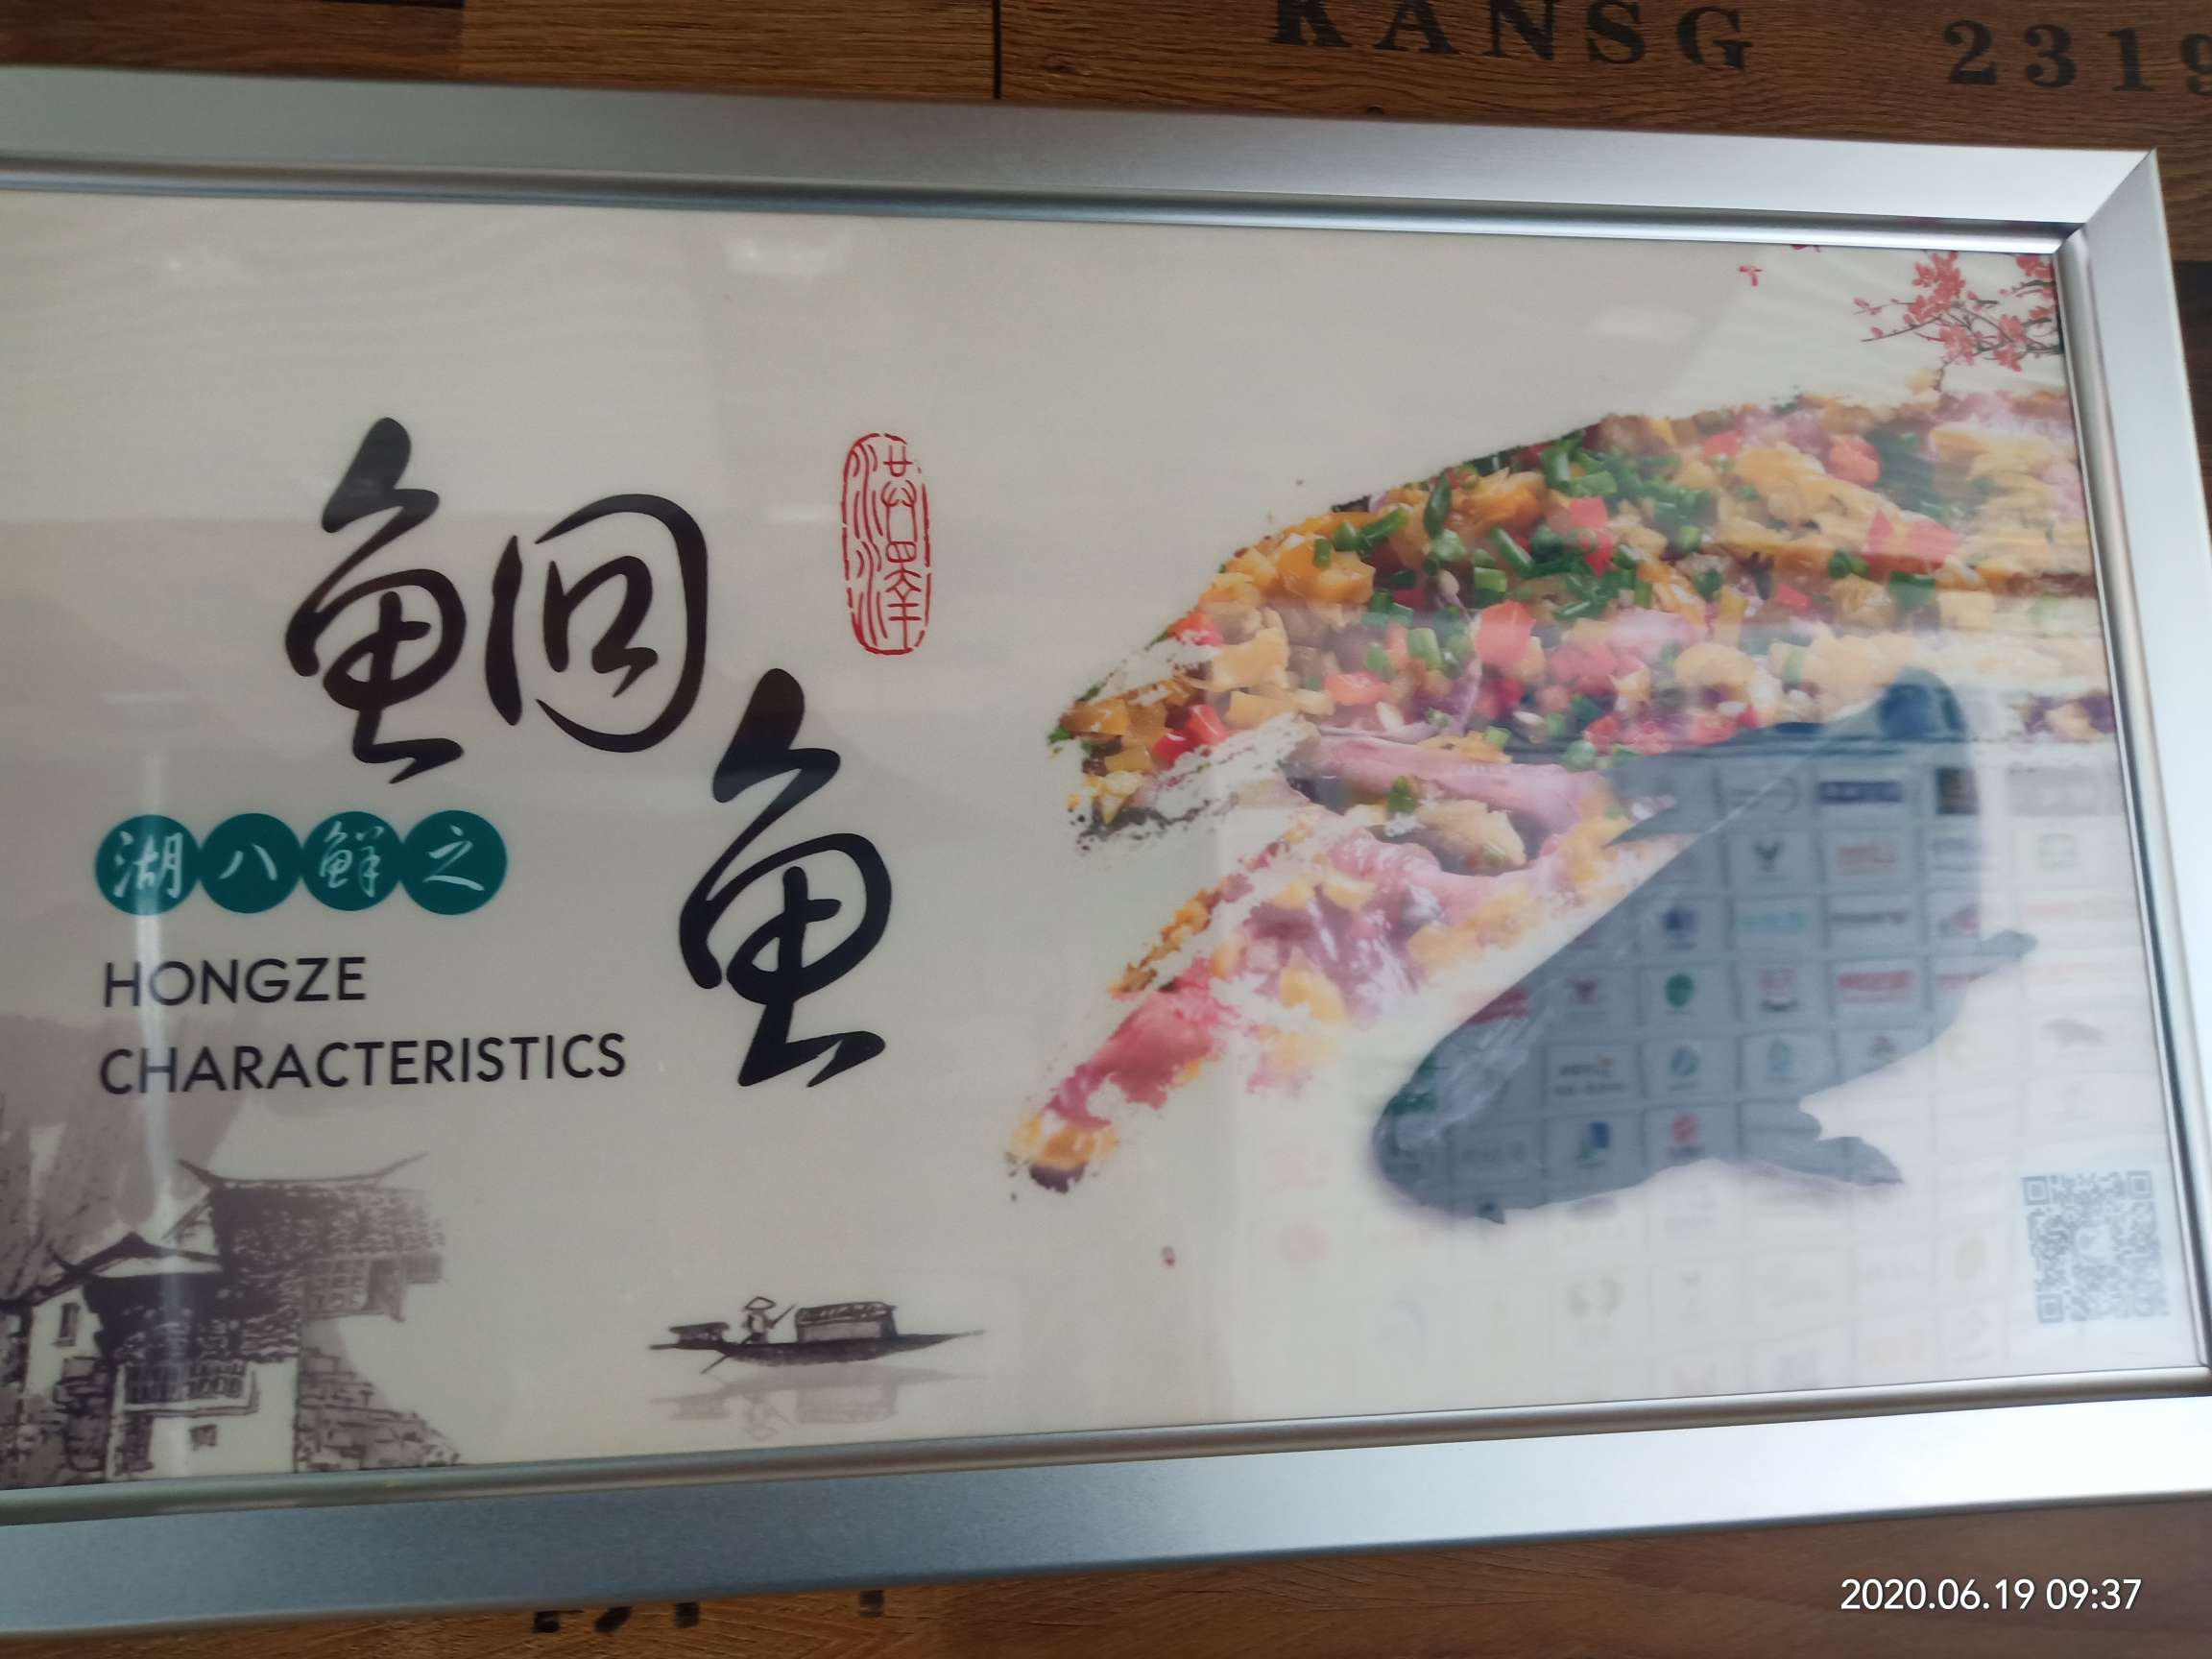 KANSG 2319
鮰鱼
洪泽
湖八鲜之
HONGZE
CHARACTERISTICS
2020.06.19 09:37